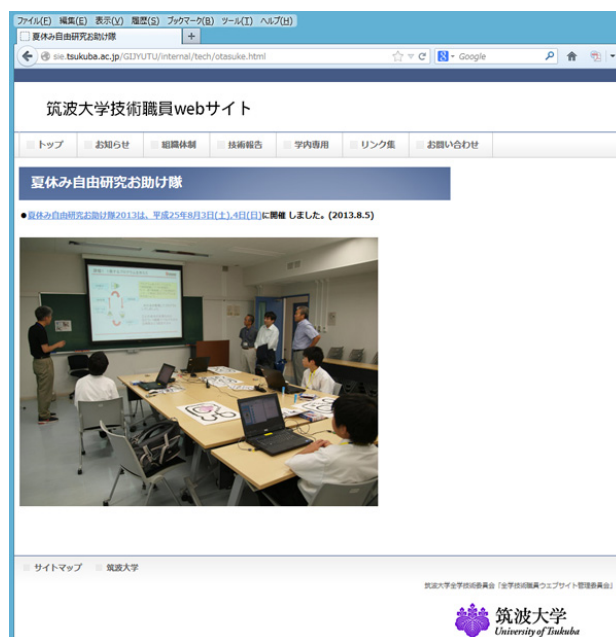 ファイル(F) 編集(E) 表示(V) 履歴(S) ブックマーク(B) ツール(T) ヘルプ(H)
夏休み自由研究お助け隊
sie.tsukuba.ac.jp/GIJYUTU/internal/tech/otasuke.html
Google
筑波大学技術職員webサイト
トップ お知らせ 組織体制 技術報告 学内専用 リンク集 お問い合わせ
夏休み自由研究お助け隊
●夏休み自由研究お助け隊2013は、平成25年8月3日(土),4日(日)に開催 しました。(2013.8.5)
サイトマップ 筑波大学
筑波大学全学技術委員会「全学技術職員ウェブサイト管理委員会」
筑波大学
University of Tsukuba